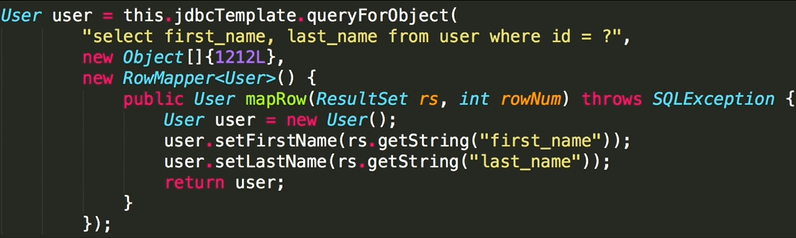 User user = this.jdbcTemplate.queryForObject(
"select first_name, last_name from user where id = ?",
new Object[]{1212L},
new RowMapper<User>() {
public User mapRow(ResultSet rs, int rowNum) throws SQLException {
User user = new User();
user.setFirstName(rs.getString("first_name"));
user.setLastName(rs.getString("last_name"));
return user;
}
});